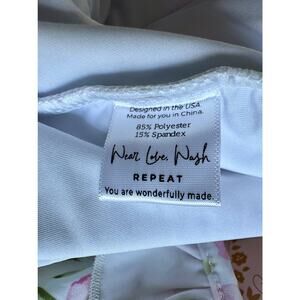 Designed in the USA.
Made for you in China.
85% Polyester
15% Spandex
Wear, Love, Wash
REPEAT
You are wonderfully made.